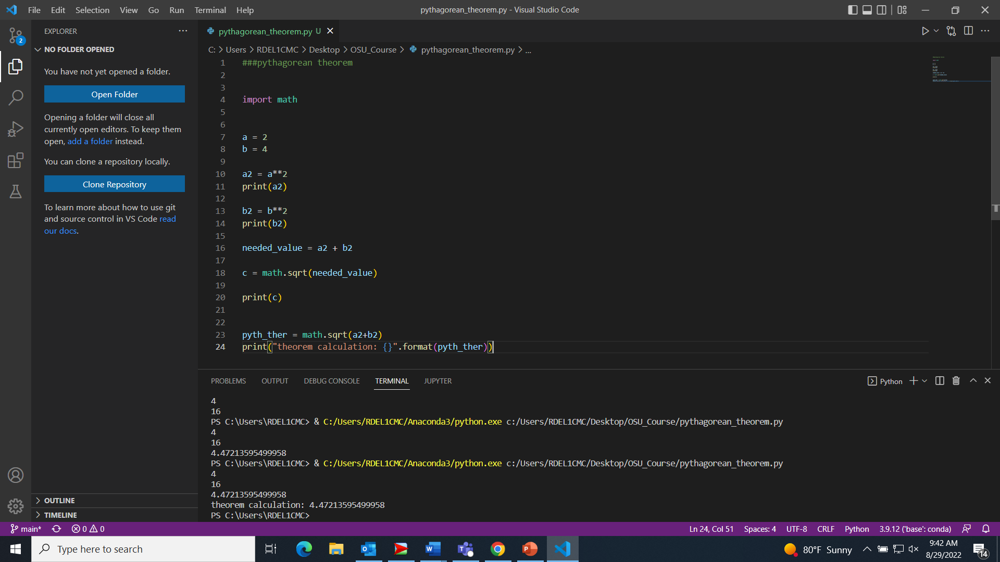 File Edit Selection View Go Run Terminal Help
pythagorean_theorem.py - Visual Studio Code
2
EXPLORER
NO FOLDER OPENED
You have not yet opened a folder.
Open Folder
Opening a folder will close all
currently open editors. To keep them
open, add a folder instead.
You can clone a repository locally.
Clone Repository
To learn more about how to use git
and source control in VS Code read
our docs.
OUTLINE
TIMELINE
pythagorean_theorem.py U
C: > Users > RDEL1CMC > Desktop > OSU_Course > pythagorean_theorem.py > ...
1 ###pythagorean theorem
2
3
4 import math
5
6
7 a = 2
8 b = 4
9
10 a2 = a**2
11 print(a2)
12
13 b2 = b**2
14 print(b2)
15
16 needed_value = a2 + b2
17
18 c = math.sqrt(needed_value)
19
20 print(c)
21
22
23 pyth_ther = math.sqrt(a2+b2)
24 print("theorem calculation: {}".format(pyth_ther))
PROBLEMS OUTPUT DEBUG CONSOLE TERMINAL JUPYTER
Python
4
16
PS C:\Users\RDEL1CMC> & C:/Users/RDEL1CMC/Anaconda3/python.exe c:/Users/RDEL1CMC/Desktop/OSU_Course/pythagorean_theorem.py
4
16
4.47213595499958
PS C:\Users\RDEL1CMC> & C:/Users/RDEL1CMC/Anaconda3/python.exe c:/Users/RDEL1CMC/Desktop/OSU_Course/pythagorean_theorem.py
4
16
4.47213595499958
theorem calculation: 4.47213595499958
PS C:\Users\RDEL1CMC>
main* 0 0
Ln 24, Col 51 Spaces: 4 UTF-8 CRLF Python 3.9.12 ('base': conda)
Type here to search
80°F Sunny
9:42 AM
8/29/2022
14